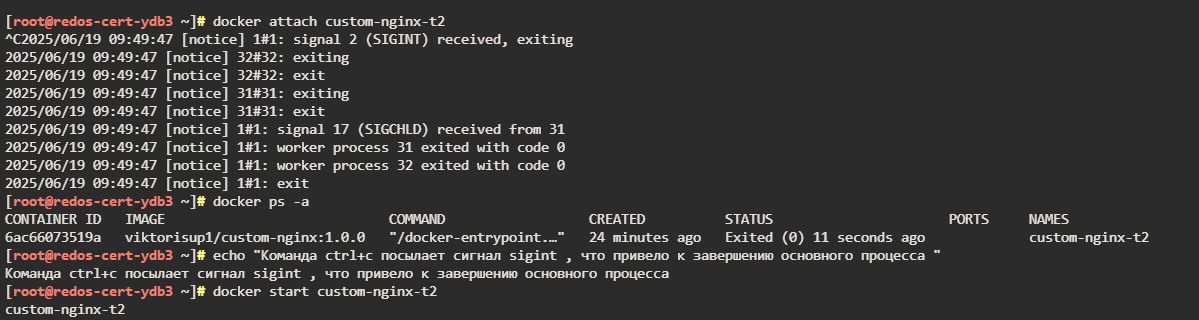 [root@redos-cert-ydb3 ~]# docker attach custom-nginx-t2
^C2025/06/19 09:49:47 [notice] 1#1: signal 2 (SIGINT) received, exiting
2025/06/19 09:49:47 [notice] 32#32: exiting
2025/06/19 09:49:47 [notice] 32#32: exit
2025/06/19 09:49:47 [notice] 31#31: exiting
2025/06/19 09:49:47 [notice] 31#31: exit
2025/06/19 09:49:47 [notice] 1#1: signal 17 (SIGCHLD) received from 31
2025/06/19 09:49:47 [notice] 1#1: worker process 31 exited with code 0
2025/06/19 09:49:47 [notice] 1#1: worker process 32 exited with code 0
2025/06/19 09:49:47 [notice] 1#1: exit
[root@redos-cert-ydb3 ~]# docker ps -a
CONTAINER ID   IMAGE                            COMMAND                  CREATED          STATUS                      PORTS     NAMES
6ac66073519a   viktorisup1/custom-nginx:1.0.0   "/docker-entrypoint.…"   24 minutes ago   Exited (0) 11 seconds ago             custom-nginx-t2
[root@redos-cert-ydb3 ~]# echo "Команда ctrl+c посылает сигнал sigint , что привело к завершению основного процесса "
Команда ctrl+c посылает сигнал sigint , что привело к завершению основного процесса
[root@redos-cert-ydb3 ~]# docker start custom-nginx-t2
custom-nginx-t2